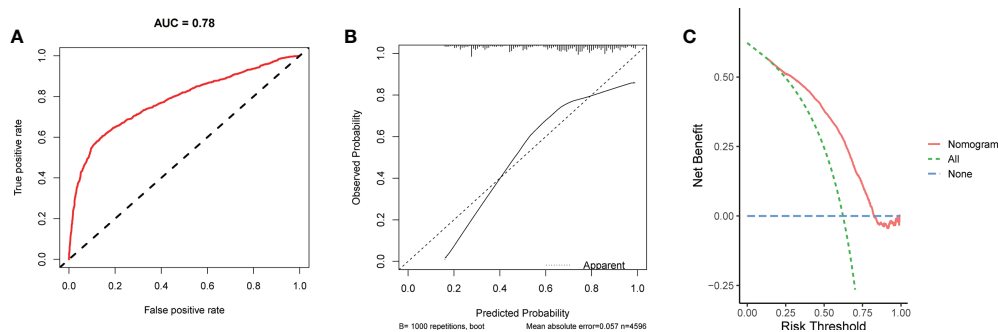 AUC = 0.78
A
1.0
0.8
0.6
0.4
0.2
0.0
True positive rate
0.0 0.2 0.4 0.6 0.8 1.0
False positive rate
B
1.0
0.8
0.6
0.4
0.2
0.0
Observed Probability
Apparent
0.0 0.2 0.4 0.6 0.8 1.0
Predicted Probability
B= 1000 repetitions, boot Mean absolute error=0.057 n=4596
C
0.50
0.25
0.00
−0.25
Net Benefit
0.00 0.25 0.50 0.75 1.00
Risk Threshold
Nomogram
All
None